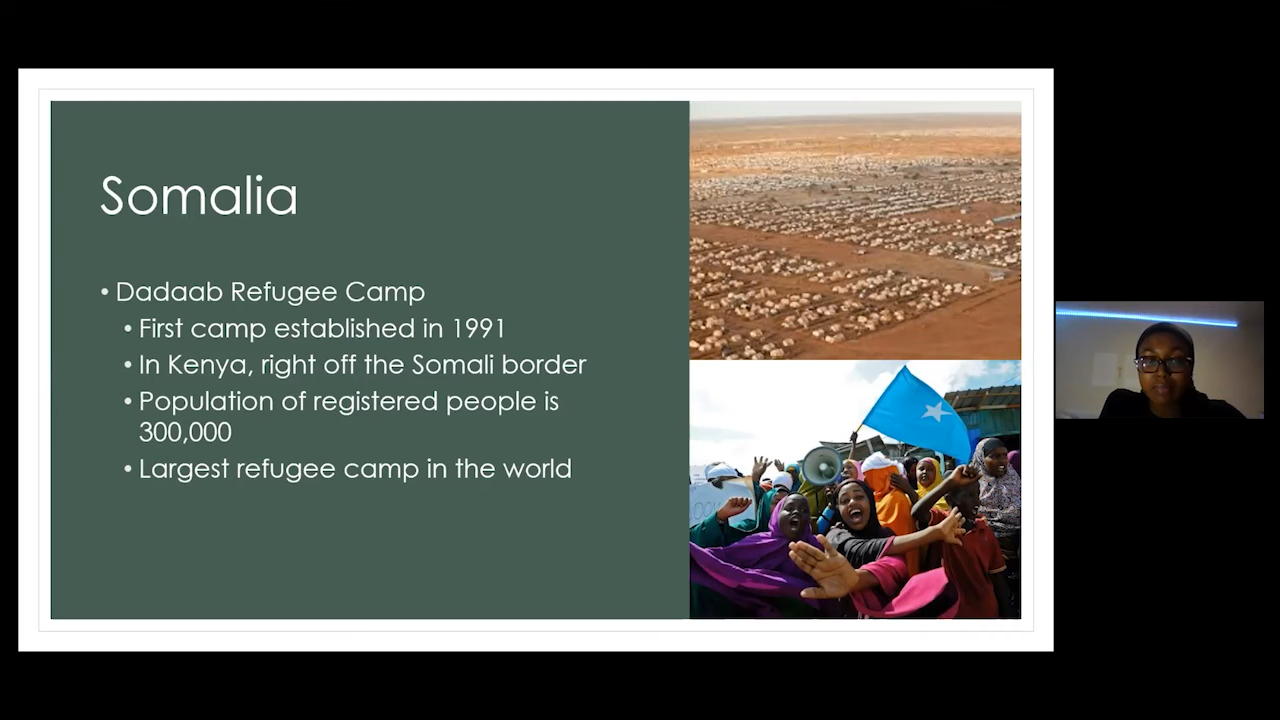 Somalia
• Dadaab Refugee Camp
• First camp established in 1991
• In Kenya, right off the Somali border
• Population of registered people is
300,000
• Largest refugee camp in the world